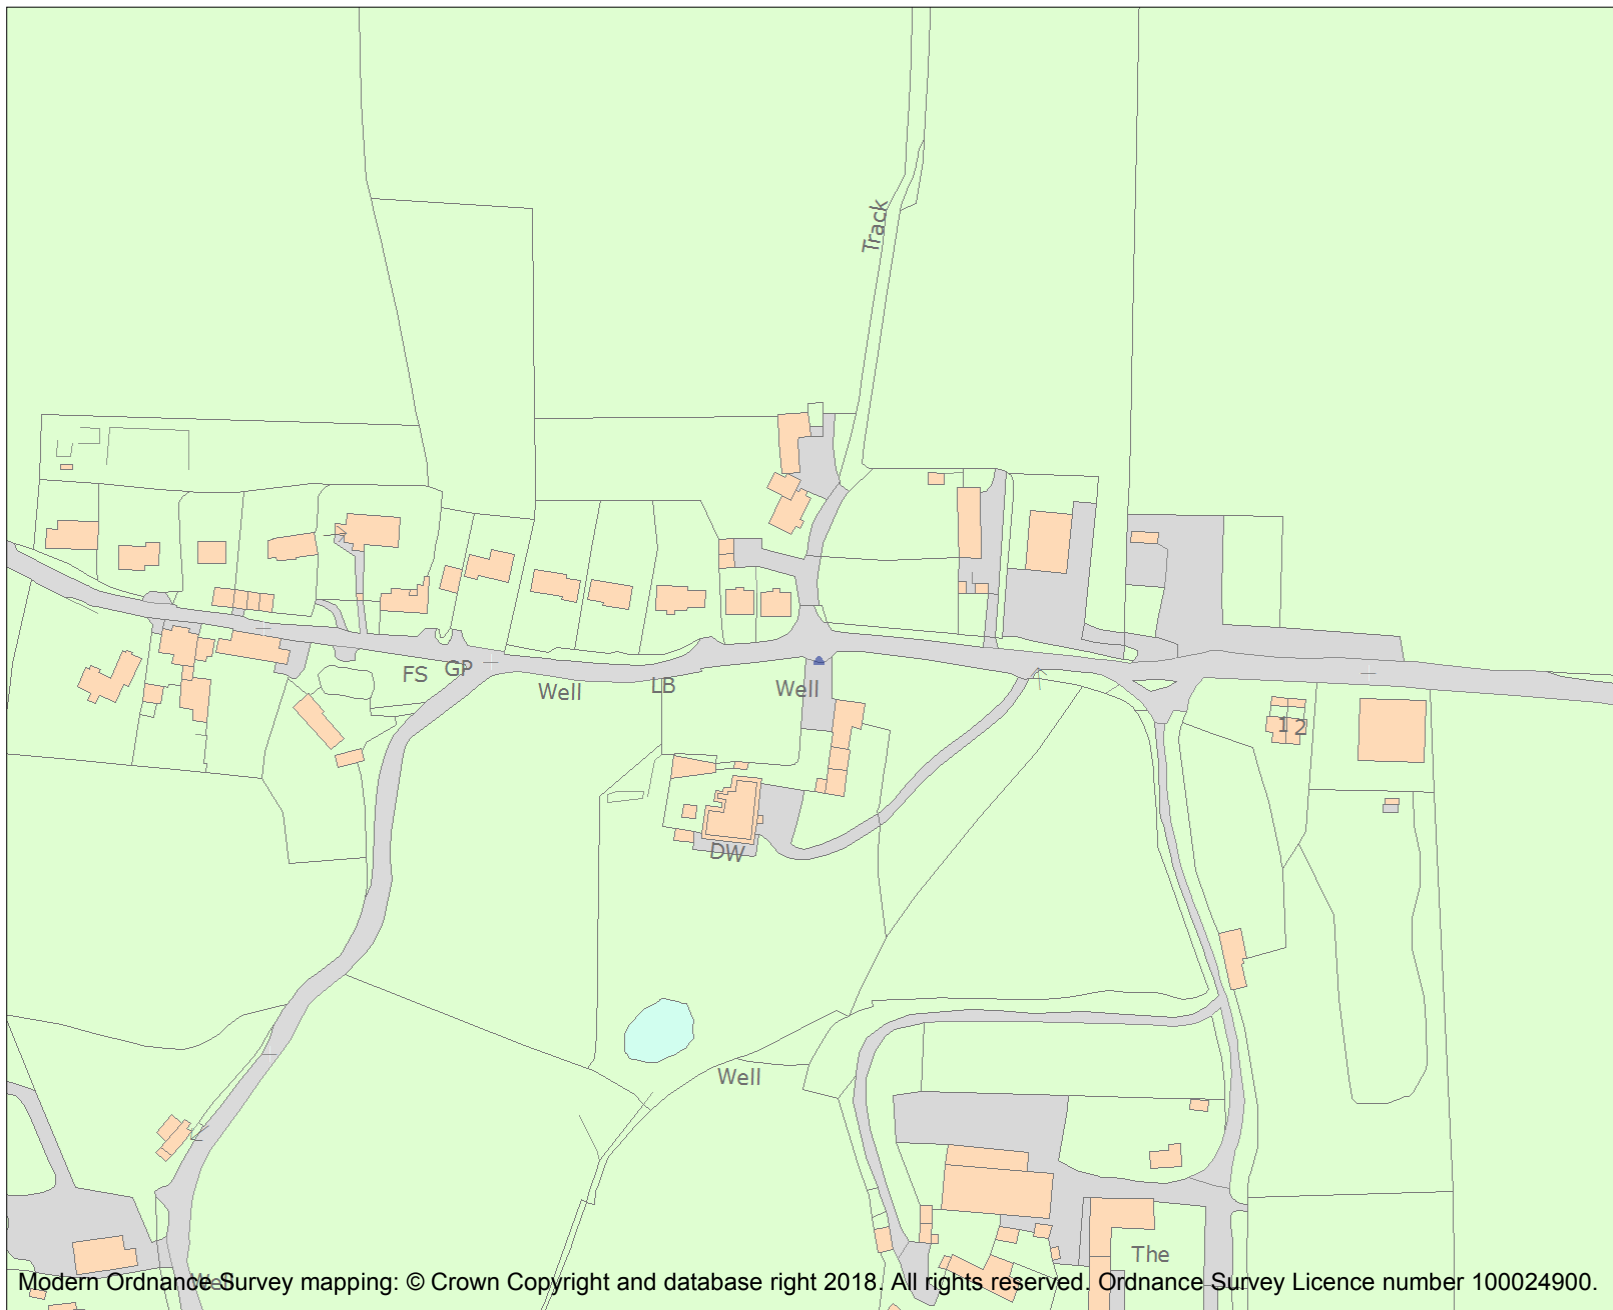 Track
FS
GP
Well
LB
Well
1
2
DW
Well
The
Well
Modern Ordnance Survey mapping: © Crown Copyright and database right 2018. All rights reserved. Ordnance Survey Licence number 100024900.